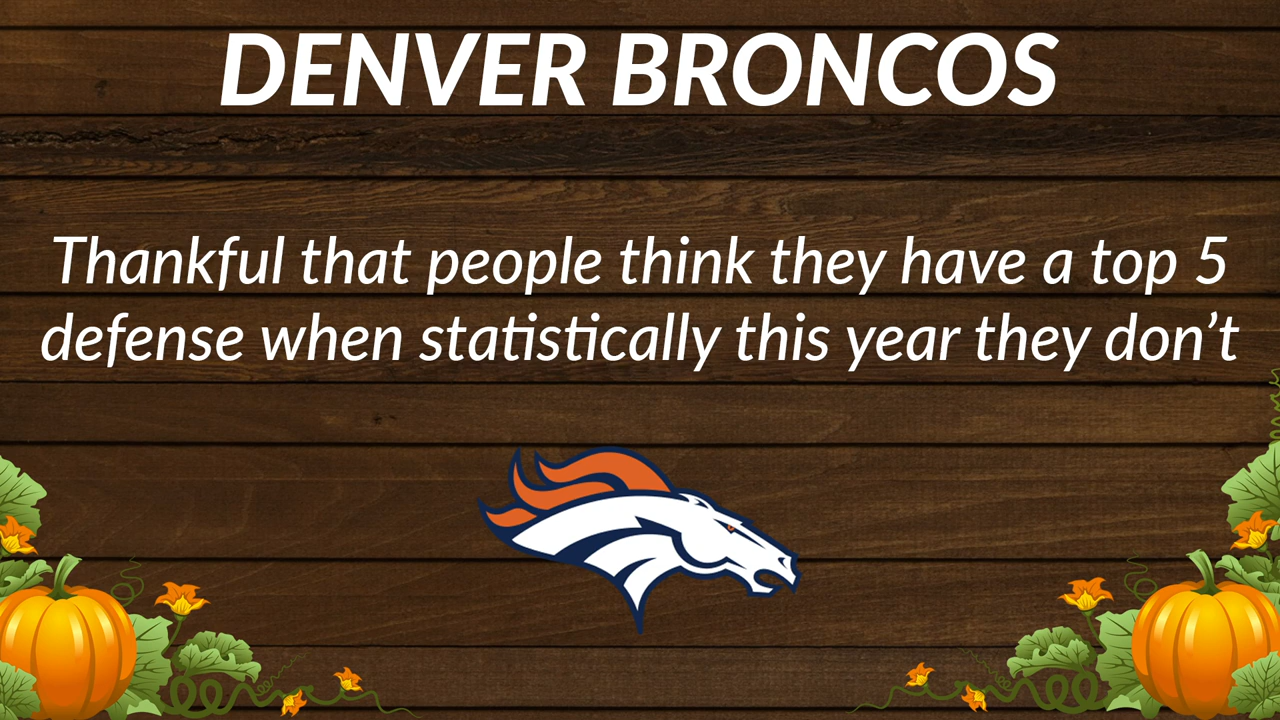 DENVER BRONCOS
Thankful that people think they have a top 5
defense when statistically this year they don’t